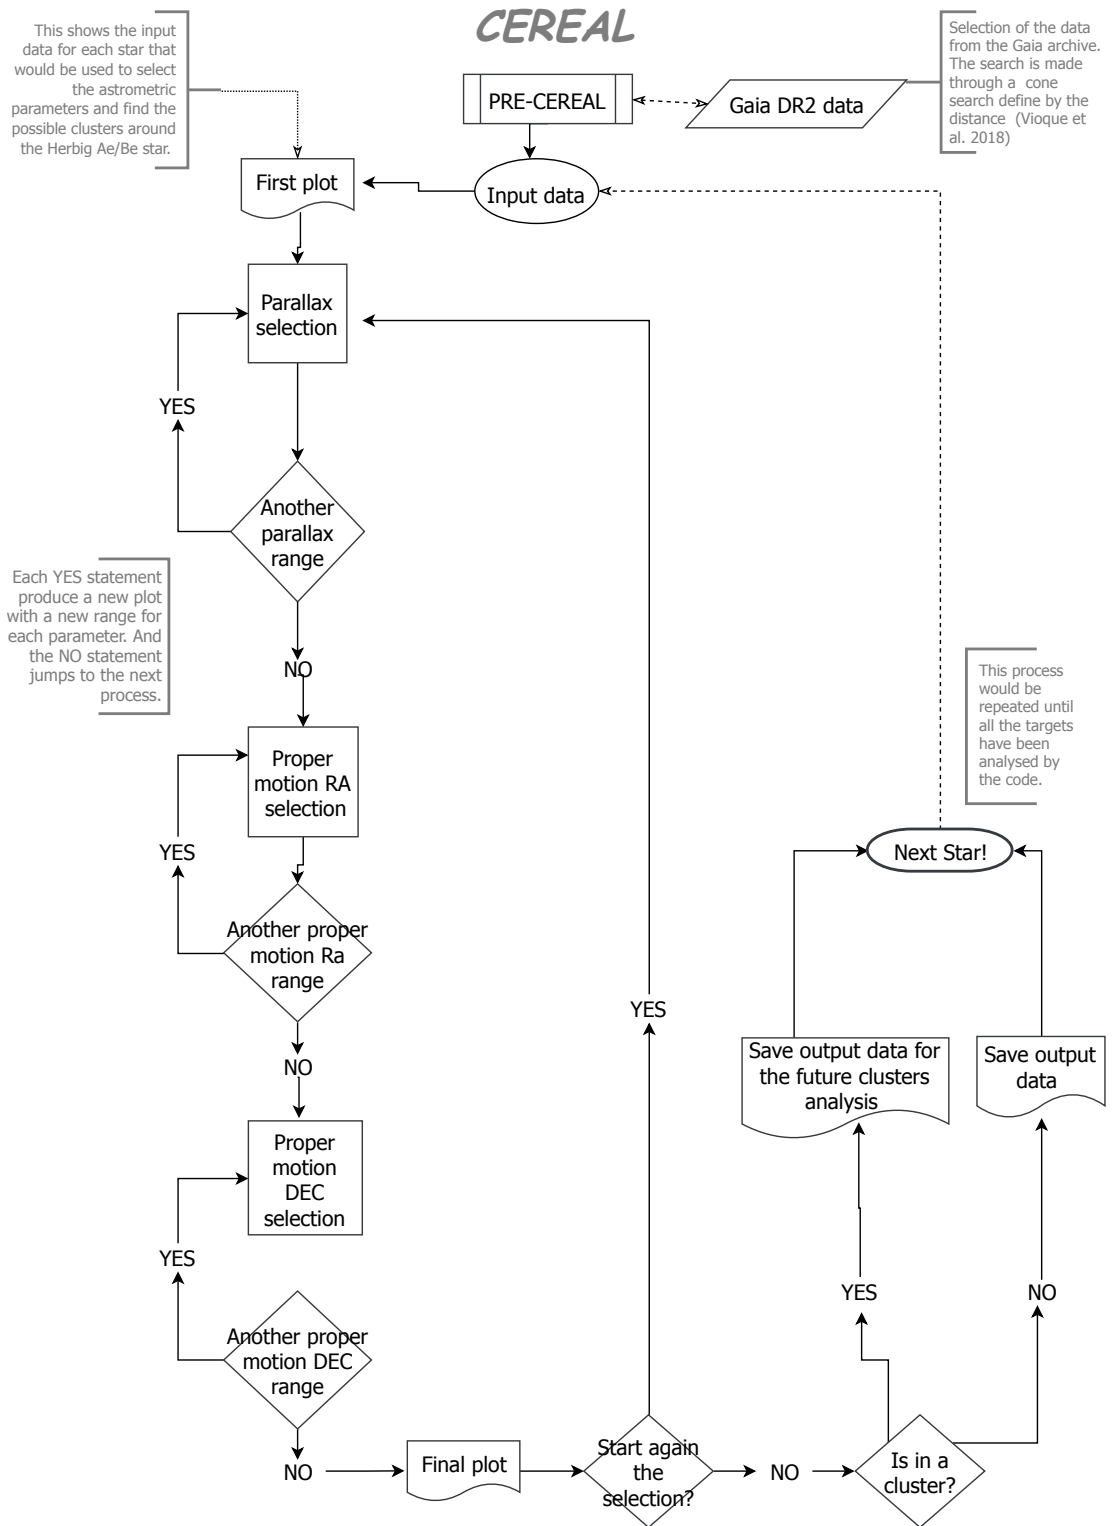 CEREAL
This shows the input
data for each star that
would be used to select
the astrometric
parameters and find the
possible clusters around
the Herbig Ae/Be star.
PRE-CEREAL
Gaia DR2 data
Selection of the data
from the Gaia archive.
The search is made
through a cone
search define by the
distance (Vioque et
al. 2018)
First plot
Input data
Parallax
selection
YES
Another
parallax
range
Each YES statement
produce a new plot
with a new range for
each parameter. And
the NO statement
jumps to the next
process.
NO
This process
would be
repeated until
all the targets
have been
analysed by
the code.
Proper
motion RA
selection
YES
Next Star!
Another proper
motion Ra
range
YES
NO
Save output data for
the future clusters
analysis
Save output
data
Proper
motion
DEC
selection
YES
YES
NO
Another proper
motion DEC
range
NO
Final plot
Start again
the
selection?
NO
Is in a
cluster?